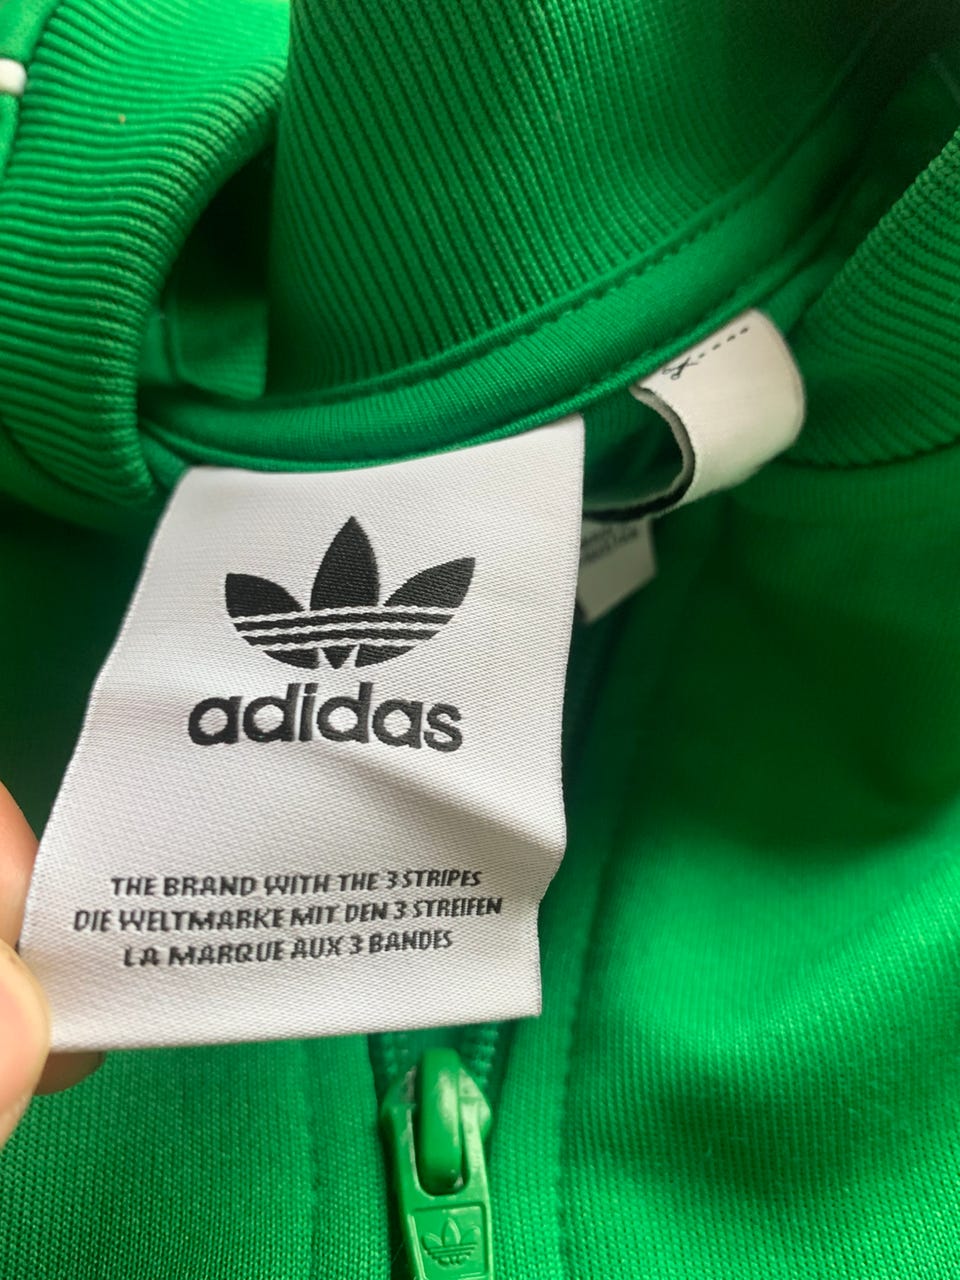 adidas
THE BRAND WITH THE 3 STRIPES
DIE WELTMARKE MIT DEN 3 STREIFEN
LA MARQUE AUX 3 BANDES